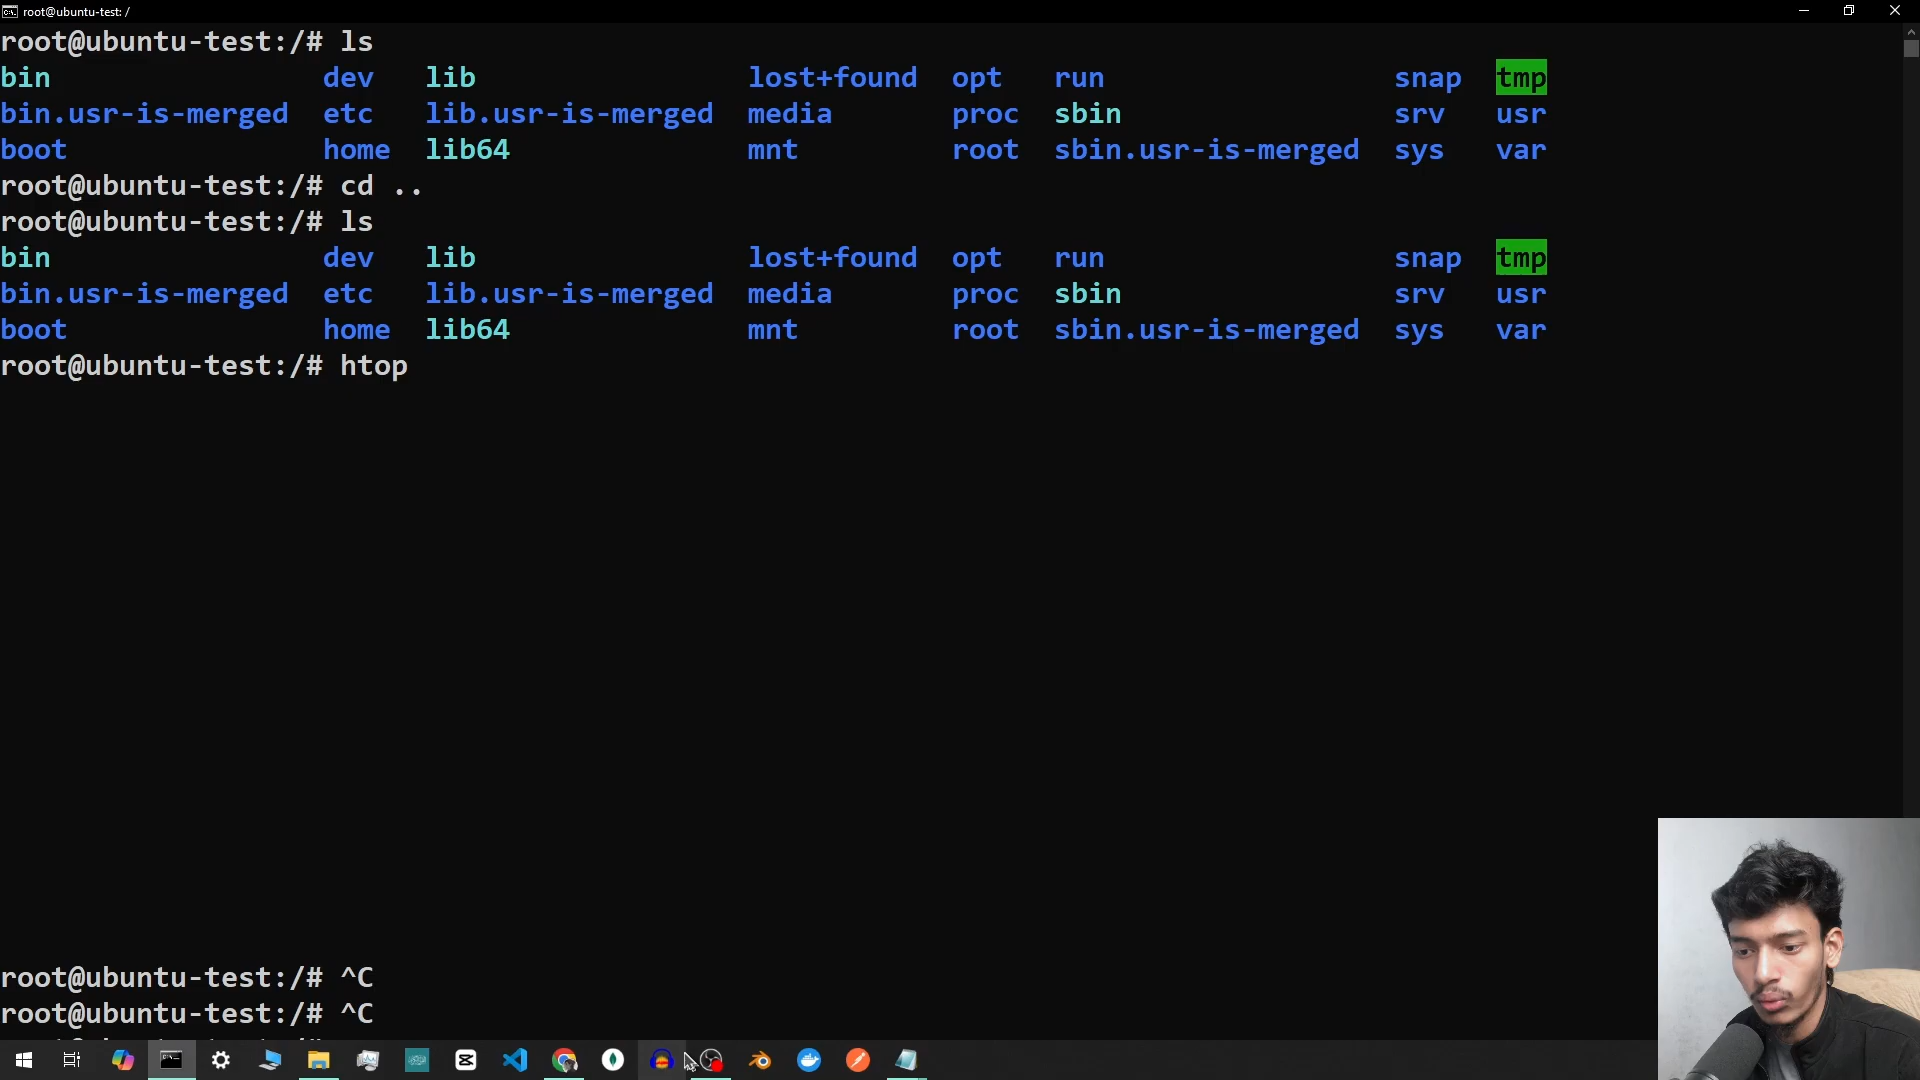 root@ubuntu-test: /
root@ubuntu-test:/# ls
bin dev lib lost+found opt run snap tmp
bin.usr-is-merged etc lib.usr-is-merged media proc sbin srv usr
boot home lib64 mnt root sbin.usr-is-merged sys var
root@ubuntu-test:/# cd ..
root@ubuntu-test:/# ls
bin dev lib lost+found opt run snap tmp
bin.usr-is-merged etc lib.usr-is-merged media proc sbin srv usr
boot home lib64 mnt root sbin.usr-is-merged sys var
root@ubuntu-test:/# htop
root@ubuntu-test:/# ^C
root@ubuntu-test:/# ^C